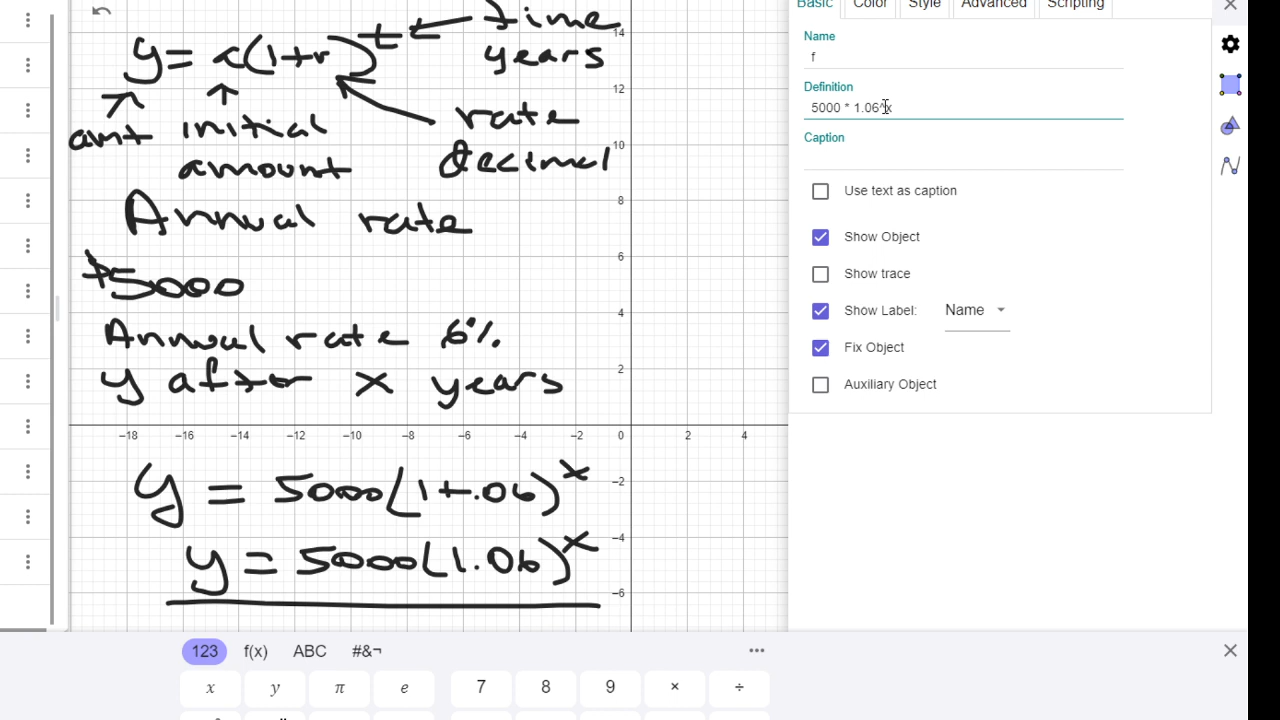 Basic Color Style Advanced Scripting
Name
f
Definition
5000 * 1.06^
Caption
Use text as caption
Show Object
Show trace
Show Label: Name
Fix Object
Auxiliary Object
time
years
y = a(1+r)^t
amt initial amount
rate
decimal
Annual rate
$5000
Annual rate 6%
y after x years
y = 5000(1+.06)^x
y = 5000(1.06)^x
14
12
10
8
6
4
2
−18 −16 −14 −12 −10 −8 −6 −4 −2 0 2 4
−2
−4
−6
123 f(x) ABC #&¬ ...
x y π e 7 8 9 × ÷